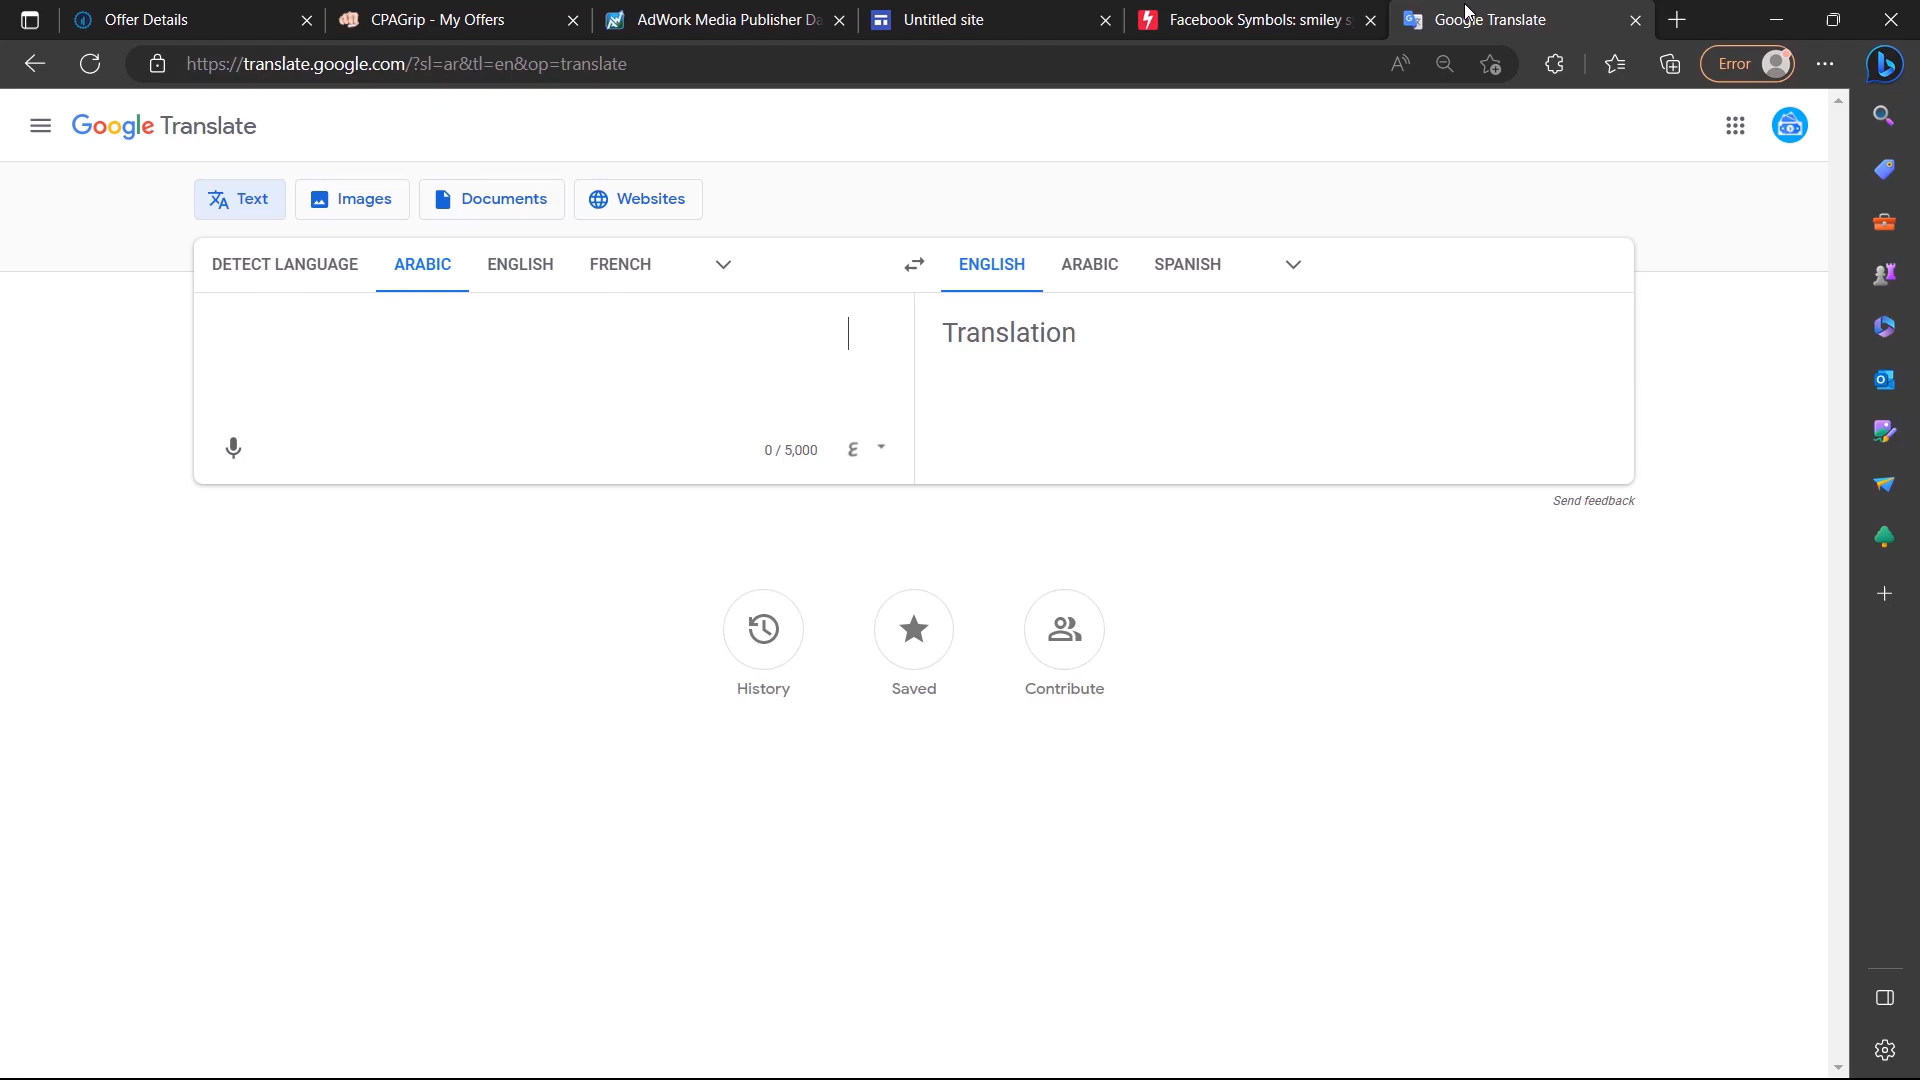 Offer Details
CPAGrip - My Offers
AdWork Media Publisher Da
Untitled site
Facebook Symbols: smiley s
Google Translate
https://translate.google.com/?sl=ar&tl=en&op=translate
Error
Google Translate
Text
Images
Documents
Websites
DETECT LANGUAGE
ARABIC
ENGLISH
FRENCH
ENGLISH
ARABIC
SPANISH
Translation
0 / 5,000
Send feedback
History
Saved
Contribute